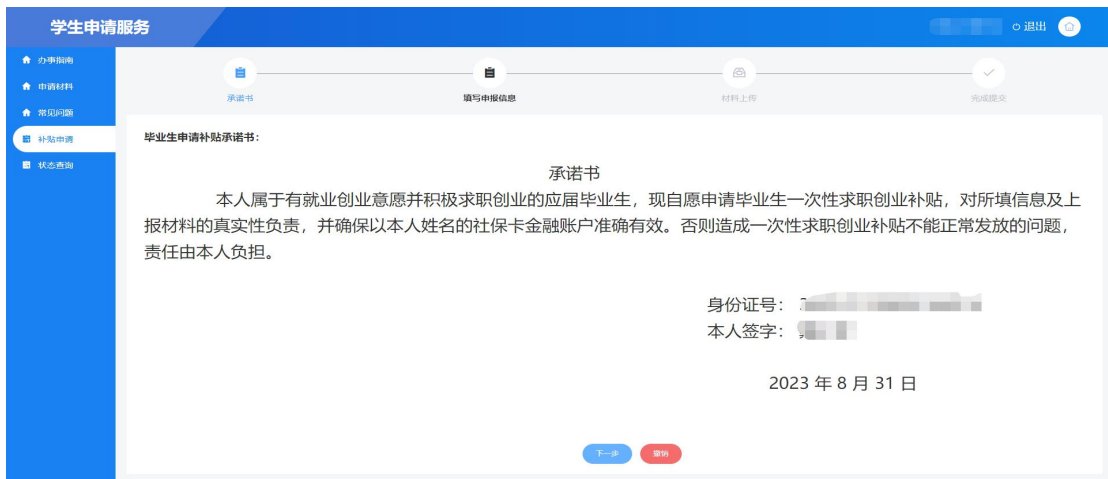 学生申请服务
退出
办事指南
申请材料
常见问题
补贴申请
状态查询
承诺书
填写申报信息
材料上传
完成提交
毕业生申请补贴承诺书：
承诺书
本人属于有就业创业意愿并积极求职创业的应届毕业生，现自愿申请毕业生一次性求职创业补贴，对所填信息及上
报材料的真实性负责，并确保以本人姓名的社保卡金融账户准确有效。否则造成一次性求职创业补贴不能正常发放的问题，
责任由本人负担。
身份证号：
本人签字：
2023 年 8 月 31 日
下一步
撤销